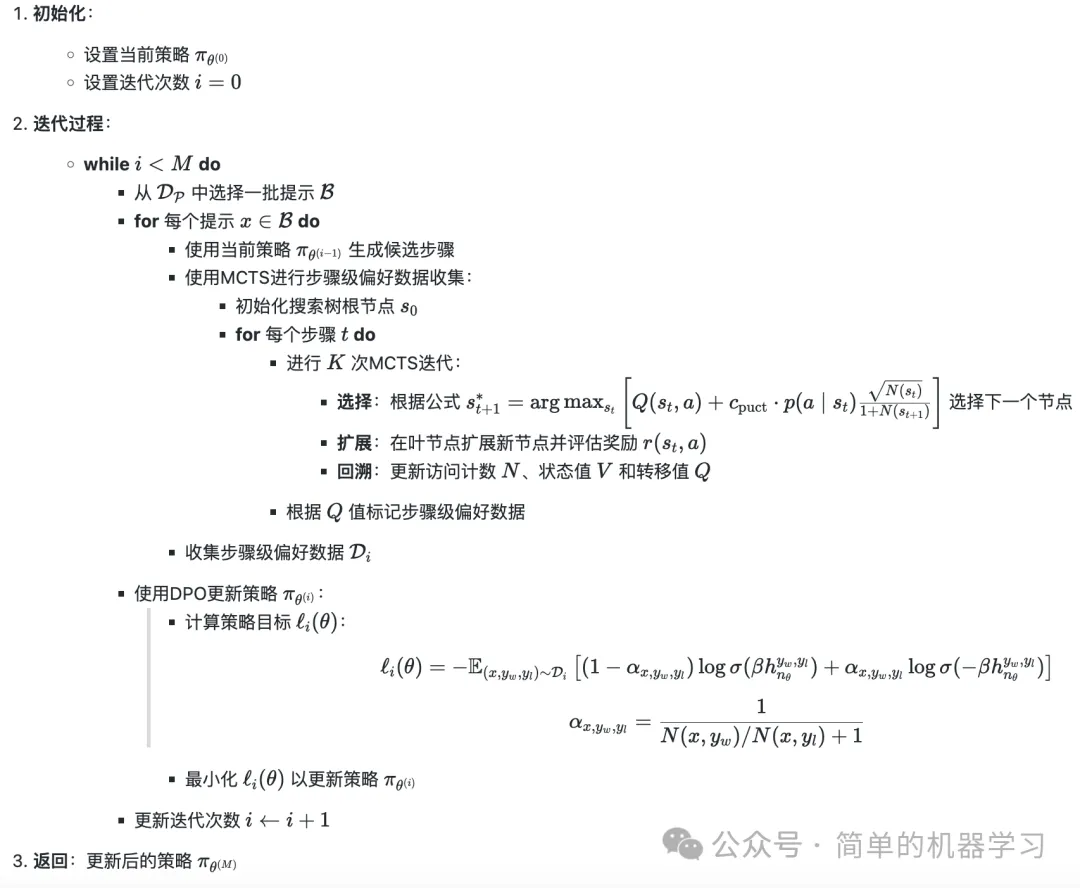 1. 初始化：
◦ 设置当前策略 $\pi_{\theta^{(0)}}$
◦ 设置迭代次数 $i = 0$
2. 迭代过程：
◦ while $i < M$ do
▪ 从 $\mathcal{D}_{\mathcal{P}}$ 中选择一批提示 $\mathcal{B}$
▪ for 每个提示 $x \in \mathcal{B}$ do
▪ 使用当前策略 $\pi_{\theta^{(i-1)}}$ 生成候选步骤
▪ 使用MCTS进行步骤级偏好数据收集：
▪ 初始化搜索树根节点 $s_0$
▪ for 每个步骤 $t$ do
▪ 进行 $K$ 次MCTS迭代：
▪ 选择：根据公式 $s_{t+1}^{*} = \arg\max_{s_t} \left[ Q(s_t, a) + c_{\text{puct}} \cdot p(a \mid s_t) \frac{\sqrt{N(s_t)}}{1+N(s_{t+1})} \right]$ 选择下一个节点
▪ 扩展：在叶节点扩展新节点并评估奖励 $r(s_t, a)$
▪ 回溯：更新访问计数 $N$、状态值 $V$ 和转移值 $Q$
▪ 根据 $Q$ 值标记步骤级偏好数据
▪ 收集步骤级偏好数据 $\mathcal{D}_i$
▪ 使用DPO更新策略 $\pi_{\theta^{(i)}}$：
▪ 计算策略目标 $\ell_i(\theta)$：
$\ell_i(\theta) = -\mathbb{E}_{(x,y_w,y_l)\sim\mathcal{D}_i} \left[ (1 - \alpha_{x,y_w,y_l}) \log \sigma(\beta h_{n_\theta}^{y_w,y_l}) + \alpha_{x,y_w,y_l} \log \sigma(-\beta h_{n_\theta}^{y_w,y_l}) \right]$
$\alpha_{x,y_w,y_l} = \frac{1}{N(x,y_w)/N(x,y_l)+1}$
▪ 最小化 $\ell_i(\theta)$ 以更新策略 $\pi_{\theta^{(i)}}$
▪ 更新迭代次数 $i \leftarrow i + 1$
3. 返回：更新后的策略 $\pi_{\theta^{(M)}}$
公众号 · 简单的机器学习